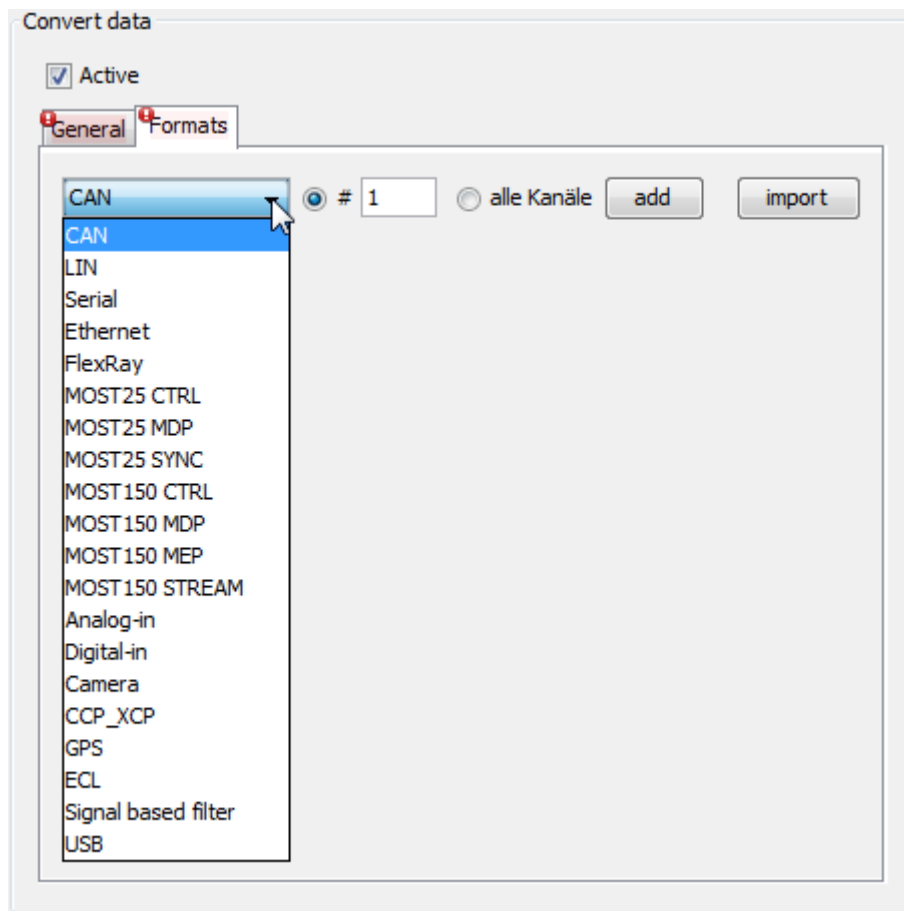 Convert data
Active
General Formats
CAN # 1 alle Kanäle add import
CAN
LIN
Serial
Ethernet
FlexRay
MOST25 CTRL
MOST25 MDP
MOST25 SYNC
MOST150 CTRL
MOST150 MDP
MOST150 MEP
MOST150 STREAM
Analog-in
Digital-in
Camera
CCP_XCP
GPS
ECL
Signal based filter
USB